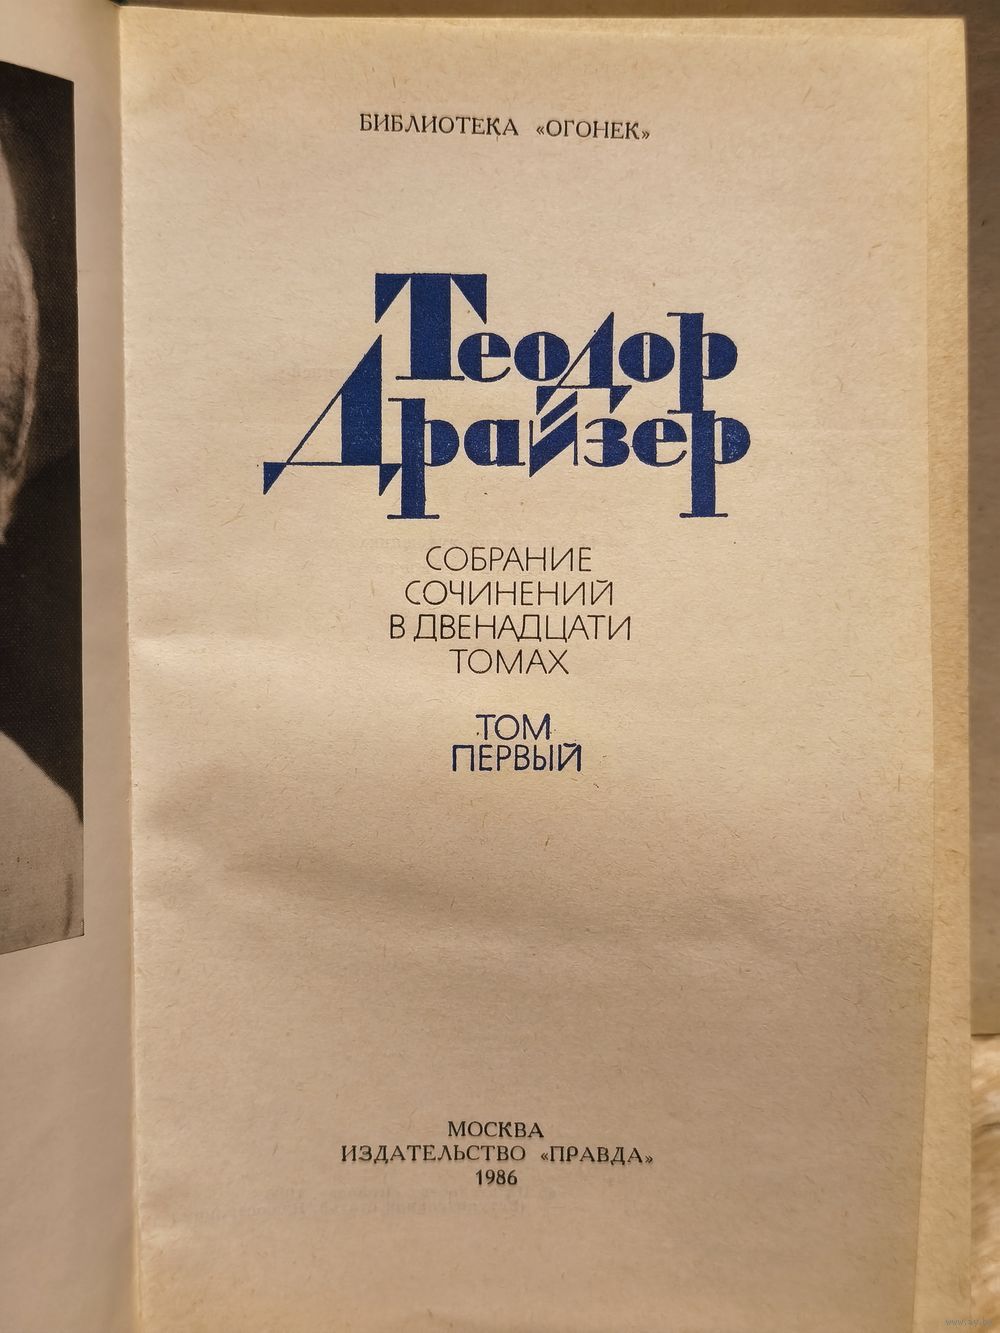 БИБЛИОТЕКА «ОГОНЕК»
Теодор
Драйзер
СОБРАНИЕ
СОЧИНЕНИЙ
В ДВЕНАДЦАТИ
ТОМАХ
ТОМ
ПЕРВЫЙ
МОСКВА
ИЗДАТЕЛЬСТВО «ПРАВДА»
1986